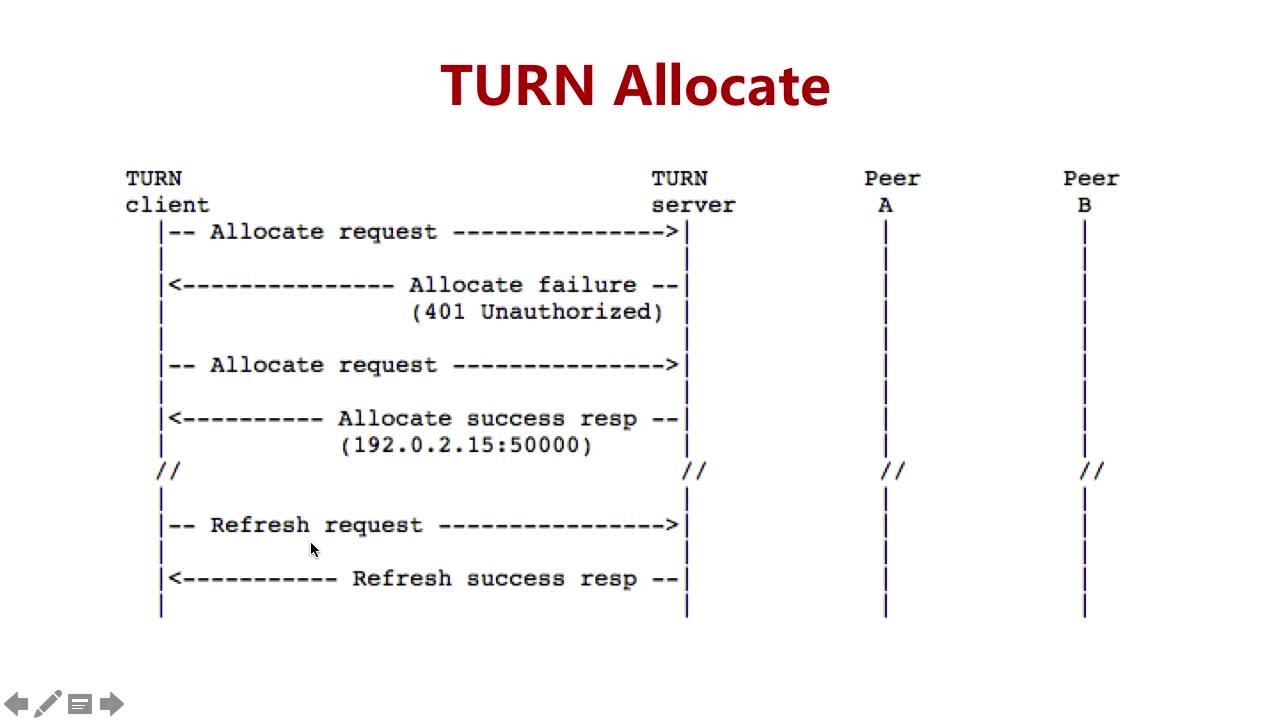 TURN Allocate
TURN TURN Peer Peer
client server A B
|-- Allocate request --------------->| | |
| | | |
|<--------------- Allocate failure --| | |
| (401 Unauthorized) | | |
| | | |
|-- Allocate request --------------->| | |
| | | |
|<---------- Allocate success resp --| | |
| (192.0.2.15:50000) | | |
// // // //
| | | |
|-- Refresh request ---------------->| | |
| | | |
|<----------- Refresh success resp --| | |
| | | |